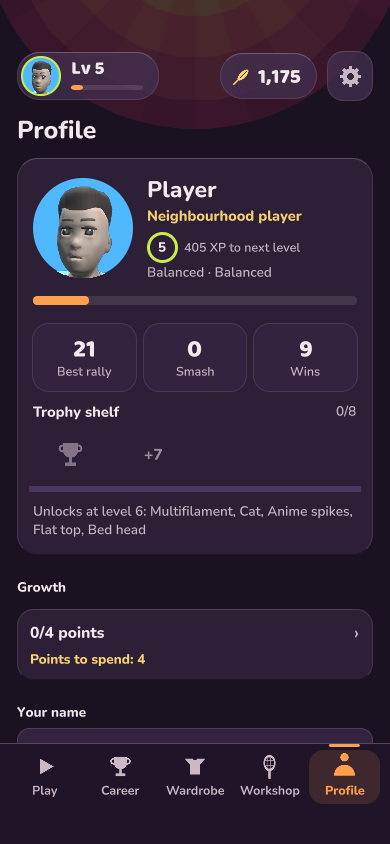 Lv 5
1,175
Profile
Player
Neighbourhood player
5
405 XP to next level
Balanced · Balanced
21
Best rally
0
Smash
9
Wins
Trophy shelf
0/8
+7
Unlocks at level 6: Multifilament, Cat, Anime spikes,
Flat top, Bed head
Growth
0/4 points
›
Points to spend: 4
Your name
Play
Career
Wardrobe
Workshop
Profile